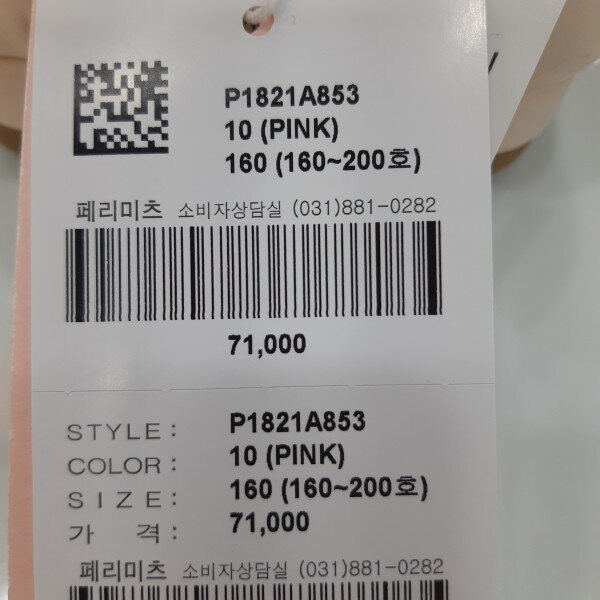 P1821A853
10 (PINK)
160 (160~200호)
페리미츠 소비자상담실 (031)881-0282
71,000
STYLE: P1821A853
COLOR: 10 (PINK)
SIZE: 160 (160~200호)
가 격: 71,000
페리미츠 소비자상담실 (031)881-0282